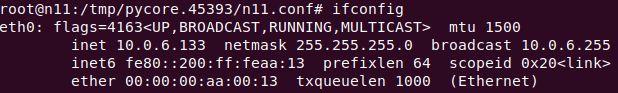 root@n11:/tmp/pycore.45393/n11.conf# ifconfig
eth0: flags=4163<UP,BROADCAST,RUNNING,MULTICAST>  mtu 1500
        inet 10.0.6.133  netmask 255.255.255.0  broadcast 10.0.6.255
        inet6 fe80::200:ff:feaa:13  prefixlen 64  scopeid 0x20<link>
        ether 00:00:00:aa:00:13  txqueuelen 1000  (Ethernet)